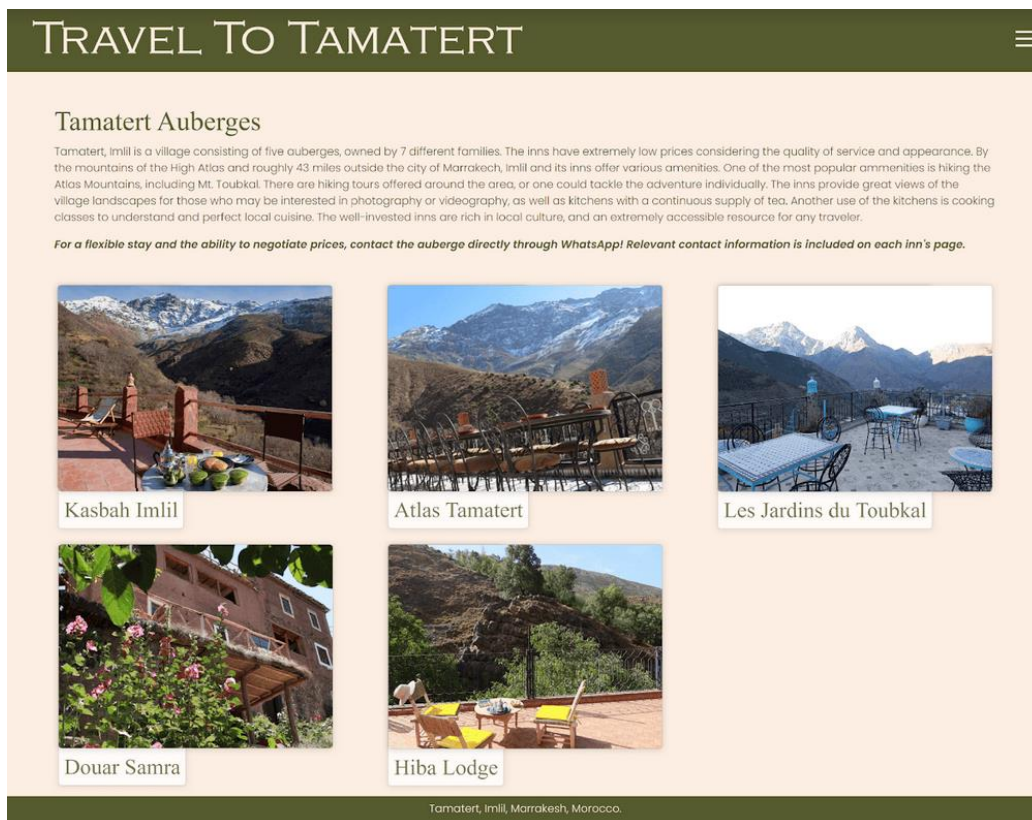 Travel To Tamatert
Tamatert Auberges
Tamatert, Imlil is a village consisting of five auberges, owned by 7 different families. The inns have extremely low prices considering the quality of service and appearance. By
the mountains of the High Atlas and roughly 43 miles outside the city of Marrakech, Imlil and its inns offer various amenities. One of the most popular ammenities is hiking the
Atlas Mountains, including Mt. Toubkal. There are hiking tours offered around the area, or one could tackle the adventure individually. The inns provide great views of the
village landscapes for those who may be interested in photography or videography, as well as kitchens with a continuous supply of tea. Another use of the kitchens is cooking
classes to understand and perfect local cuisine. The well-invested inns are rich in local culture, and an extremely accessible resource for any traveler.
For a flexible stay and the ability to negotiate prices, contact the auberge directly through WhatsApp! Relevant contact information is included on each inn's page.
Kasbah Imlil
Atlas Tamatert
Les Jardins du Toubkal
Douar Samra
Hiba Lodge
Tamatert, Imlil, Marrakesh, Morocco.